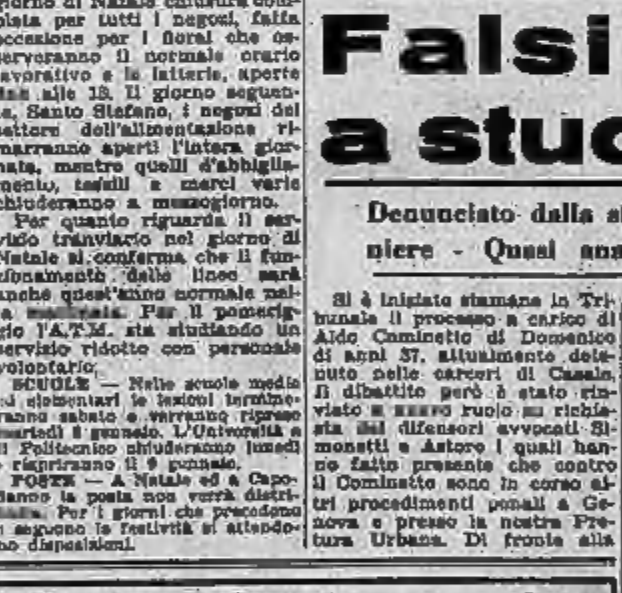 giorno di Natale chiusura com-
pleta per tutti i negozi, fatta
eccezione per i fiorai che os-
serveranno il normale orario
lavorativo e le latterie, aperte
fino alle 13. Il giorno seguen-
te, Santo Stefano, i negozi del
settore dell'alimentazione ri-
marranno aperti l'intera gior-
nata, mentre quelli d'abbiglia-
mento, tessili e merci varie
chiuderanno a mezzogiorno.
Per quanto riguarda il ser-
vizio tranviario nel giorno di
Natale si conferma che il fun-
zionamento delle linee sarà
anche quest'anno normale nel-
la Per il pomerig-
gio l'A.T.M. sta studiando un
servizio ridotto con personale
volontario.
SCUOLE — Nelle scuole medie
ed elementari le lezioni termine-
ranno sabato e verranno riprese
martedì gennaio. L'Università e
il Politecnico chiuderanno lunedì
e riapriranno il gennaio.
POSTE — A Natale ed a Capo-
danno la posta non verrà distri-
Per i giorni che precedono
e seguono le festività si attendo-
no disposizioni.
Falsi
a stud
Denunciato dalla s
niere - Quasi
Si è iniziato stamane in Tri-
bunale il processo a carico di
Aldo Cominetto di Domenico
di anni 37, attualmente dete-
nuto nelle carceri di Casale.
Il dibattito però è stato rin-
viato a nuovo ruolo su richie-
sta dei difensori avvocati Si-
monetti e Astore i quali han-
no fatto presente che contro
il Cominetto sono in corso al-
tri procedimenti penali a Ge-
nova e presso la nostra Pre-
tura Urbana. Di fronte alla